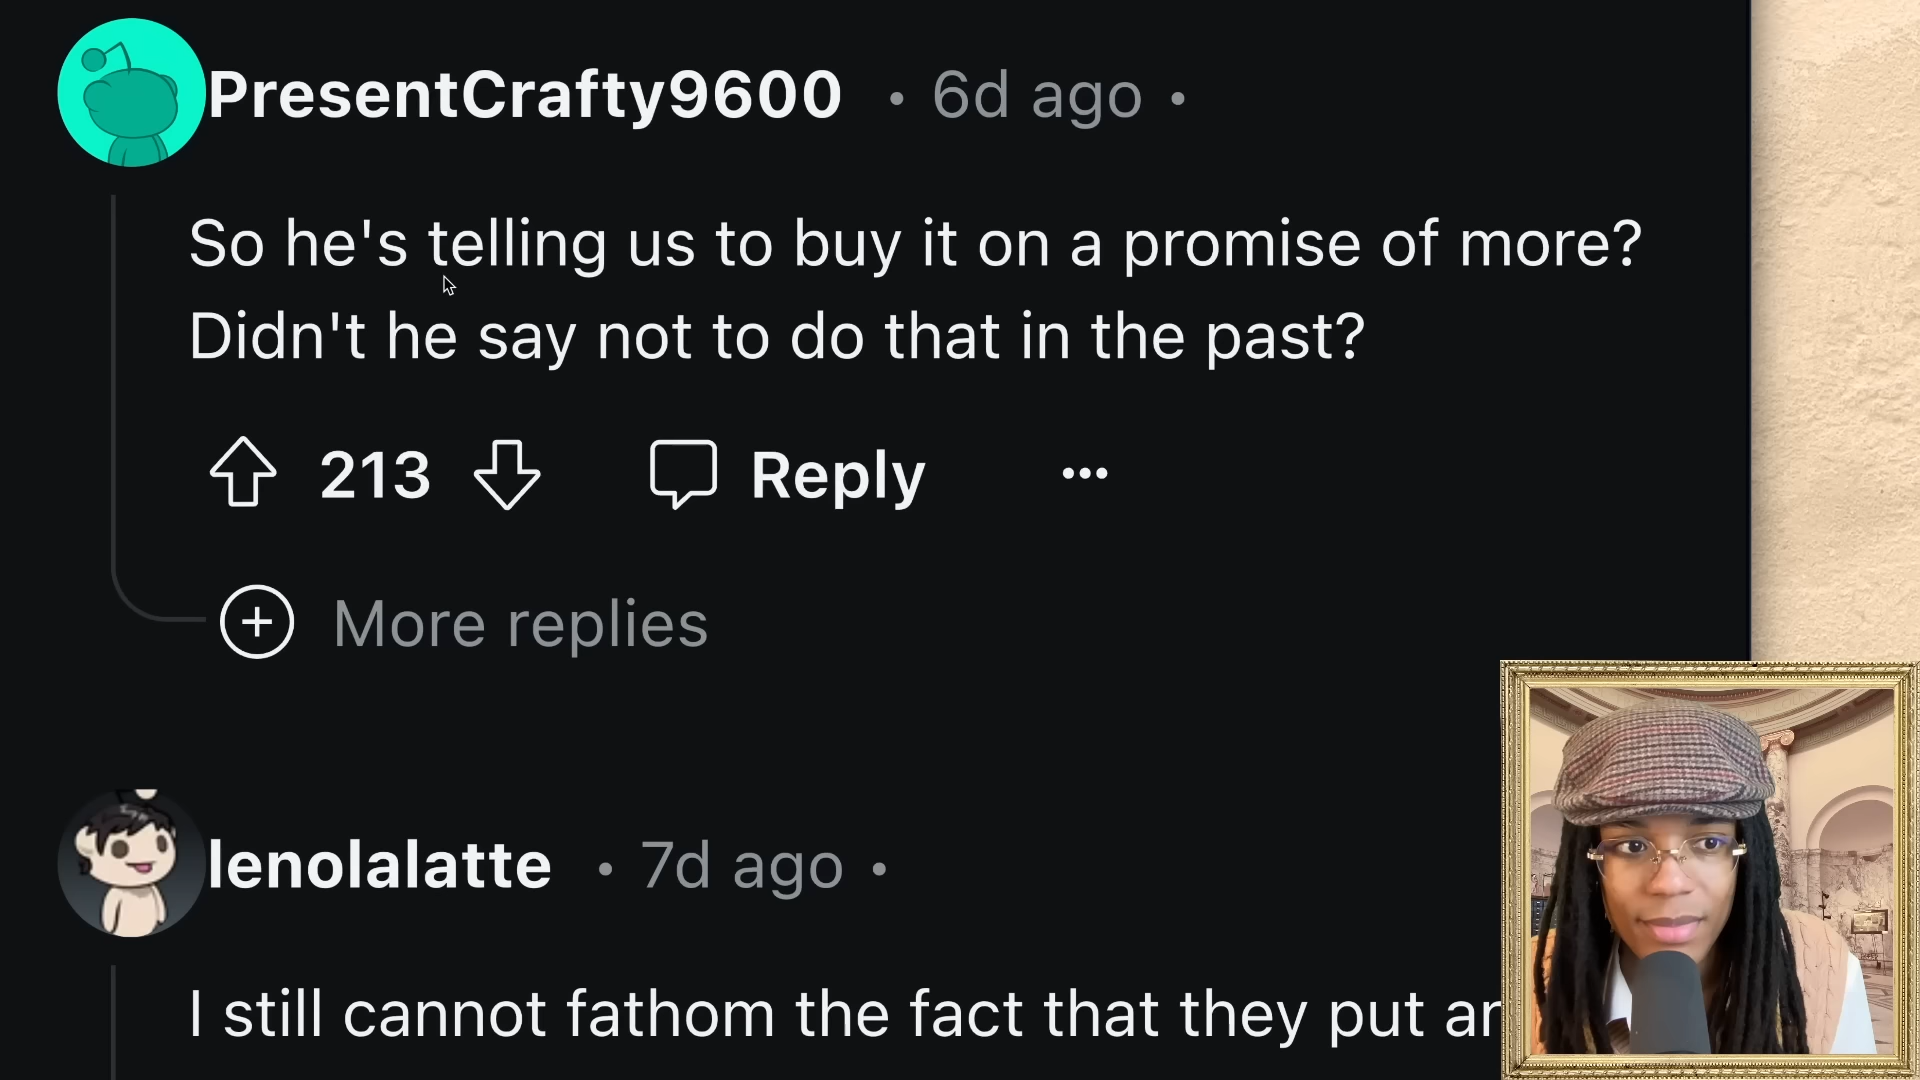 PresentCrafty9600 • 6d ago •
So he's telling us to buy it on a promise of more?
Didn't he say not to do that in the past?
213 Reply
More replies
lenolalatte • 7d ago •
I still cannot fathom the fact that they put